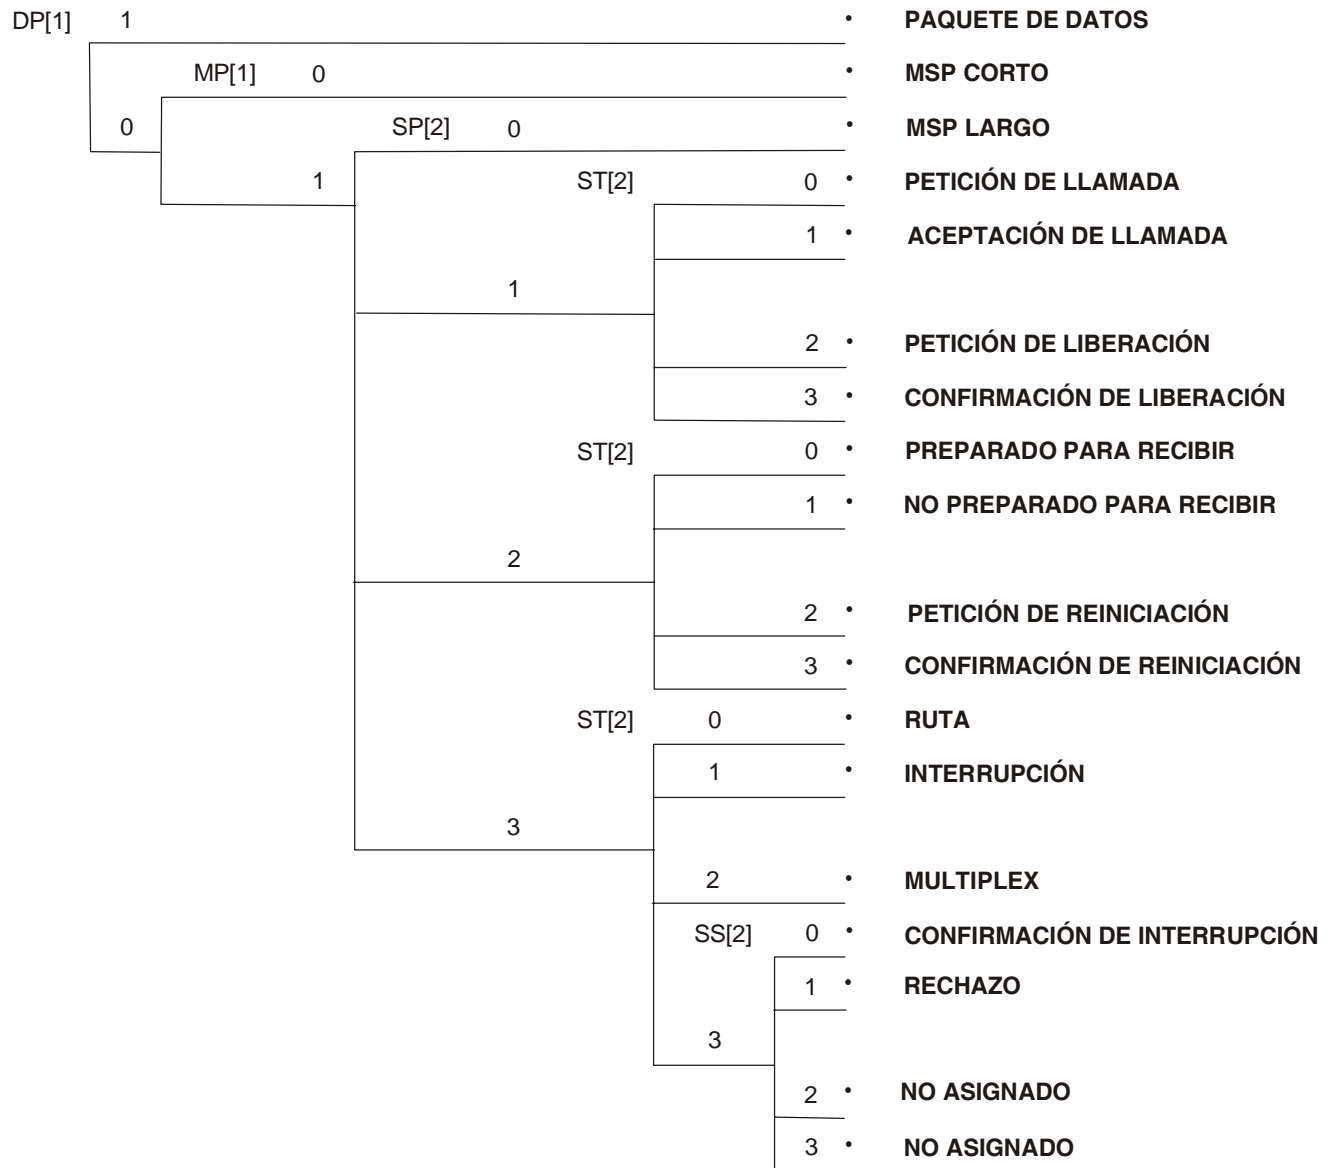 DP[1] 1 • PAQUETE DE DATOS
MP[1] 0 • MSP CORTO
0 SP[2] 0 • MSP LARGO
1 ST[2] 0 • PETICIÓN DE LLAMADA
1 • ACEPTACIÓN DE LLAMADA
1
2 • PETICIÓN DE LIBERACIÓN
3 • CONFIRMACIÓN DE LIBERACIÓN
ST[2] 0 • PREPARADO PARA RECIBIR
1 • NO PREPARADO PARA RECIBIR
2
2 • PETICIÓN DE REINICIACIÓN
3 • CONFIRMACIÓN DE REINICIACIÓN
ST[2] 0 • RUTA
1 • INTERRUPCIÓN
3
2 • MULTIPLEX
SS[2] 0 • CONFIRMACIÓN DE INTERRUPCIÓN
1 • RECHAZO
3
2 • NO ASIGNADO
3 • NO ASIGNADO